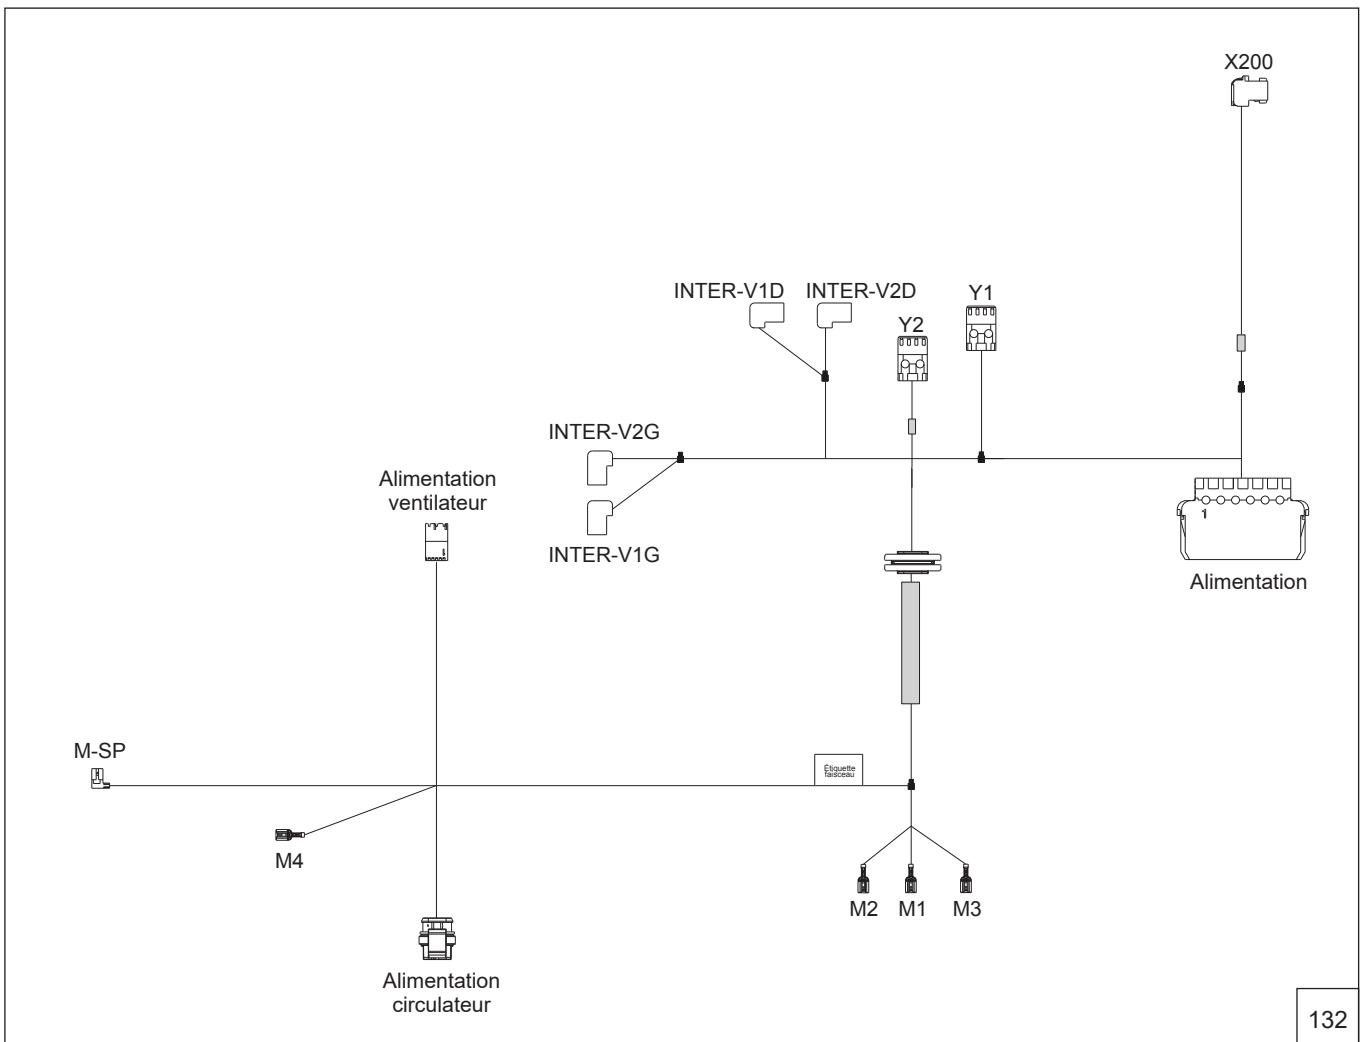 X200
INTER-V1D
INTER-V2D
Y1
Y2
INTER-V2G
Alimentation
ventilateur
1
INTER-V1G
Alimentation
M-SP
Étiquette
faisceau
M4
M2
M1
M3
Alimentation
circulateur
132